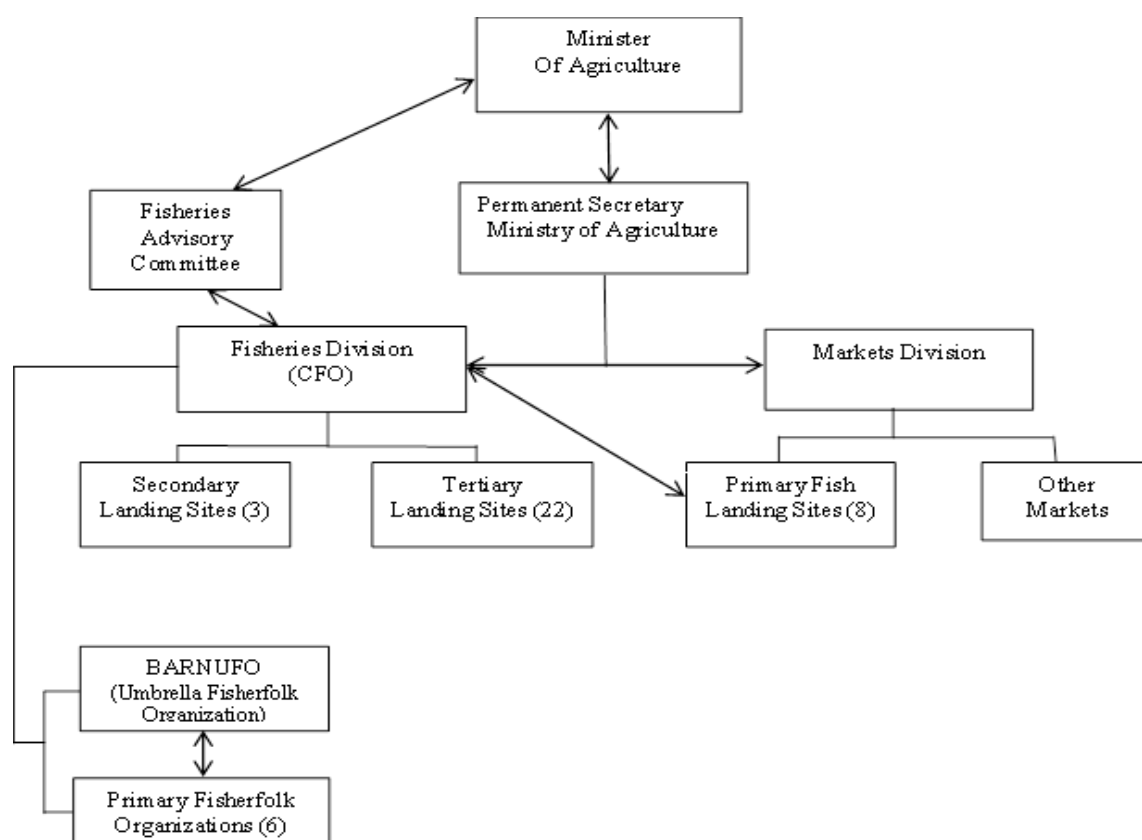 Minister
Of Agriculture
Fisheries
Advisory
Committee
Permanent Secretary
Ministry of Agriculture
Fisheries Division
(CFO)
Markets Division
Secondary
Landing Sites (3)
Tertiary
Landing Sites (22)
Primary Fish
Landing Sites (8)
Other
Markets
BARNUFO
(Umbrella Fisherfolk
Organization)
Primary Fisherfolk
Organizations (6)